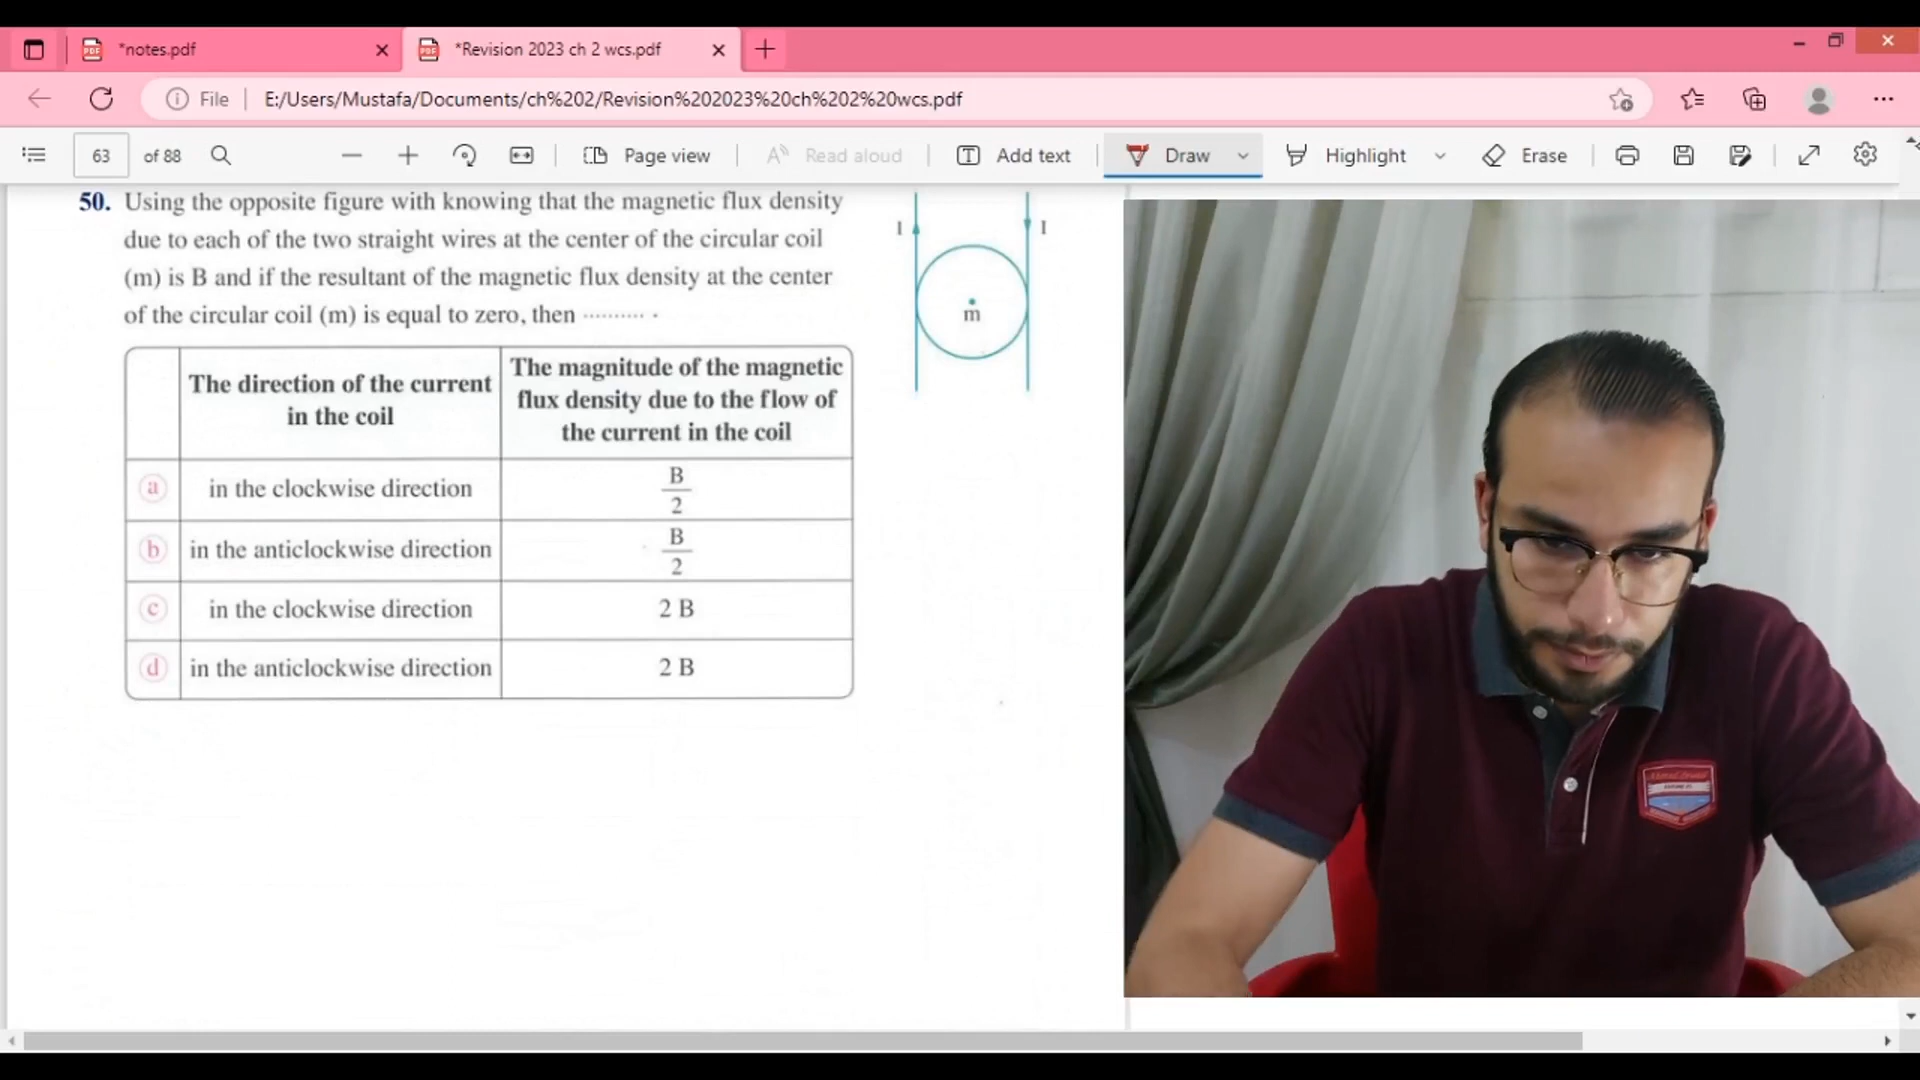 *notes.pdf
*Revision 2023 ch 2 wcs.pdf
File
E:/Users/Mustafa/Documents/ch%202/Revision%202023%20ch%202%20wcs.pdf
63 of 88
Page view
Read aloud
Add text
Draw
Highlight
Erase
50. Using the opposite figure with knowing that the magnetic flux density
due to each of the two straight wires at the center of the circular coil
(m) is B and if the resultant of the magnetic flux density at the center
of the circular coil (m) is equal to zero, then ·········· .
I
I
m
The direction of the current
in the coil
The magnitude of the magnetic
flux density due to the flow of
the current in the coil
a in the clockwise direction B/2
b in the anticlockwise direction B/2
c in the clockwise direction 2 B
d in the anticlockwise direction 2 B